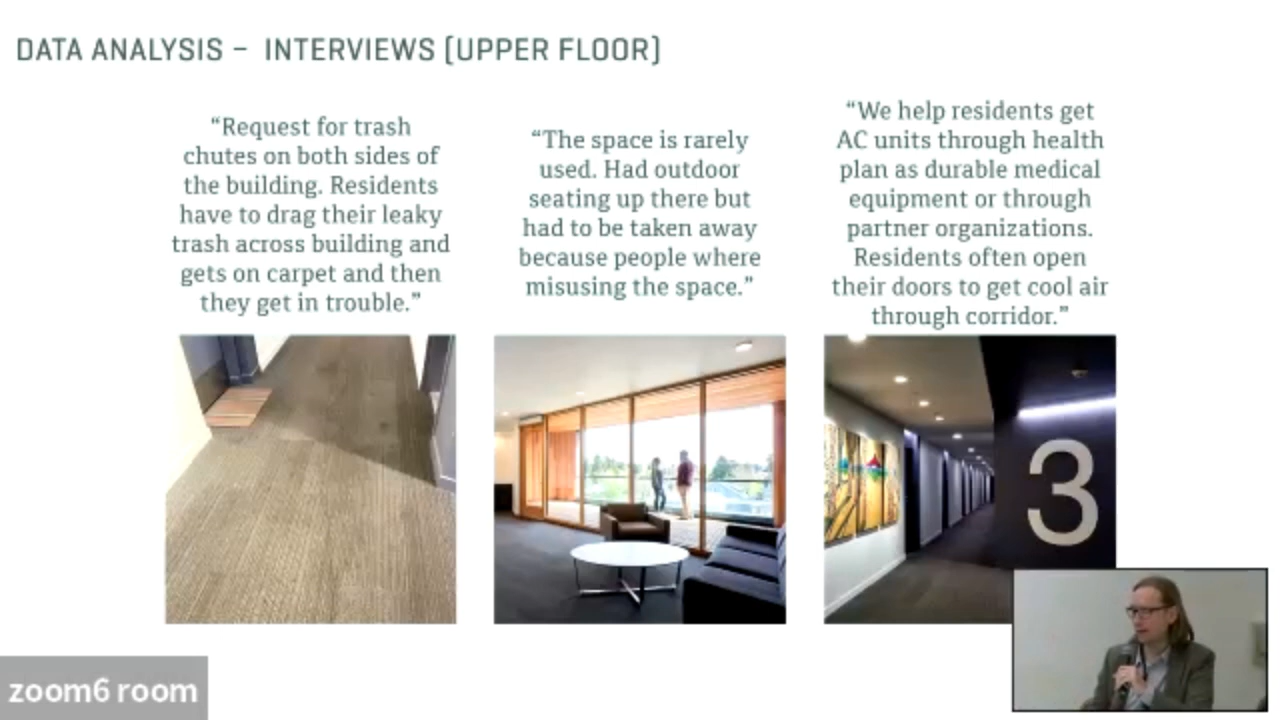 DATA ANALYSIS – INTERVIEWS [UPPER FLOOR]
“Request for trash
chutes on both sides of
the building. Residents
have to drag their leaky
trash across building and
gets on carpet and then
they get in trouble.”
“The space is rarely
used. Had outdoor
seating up there but
had to be taken away
because people where
misusing the space.”
“We help residents get
AC units through health
plan as durable medical
equipment or through
partner organizations.
Residents often open
their doors to get cool air
through corridor.”
3
zoom6 room